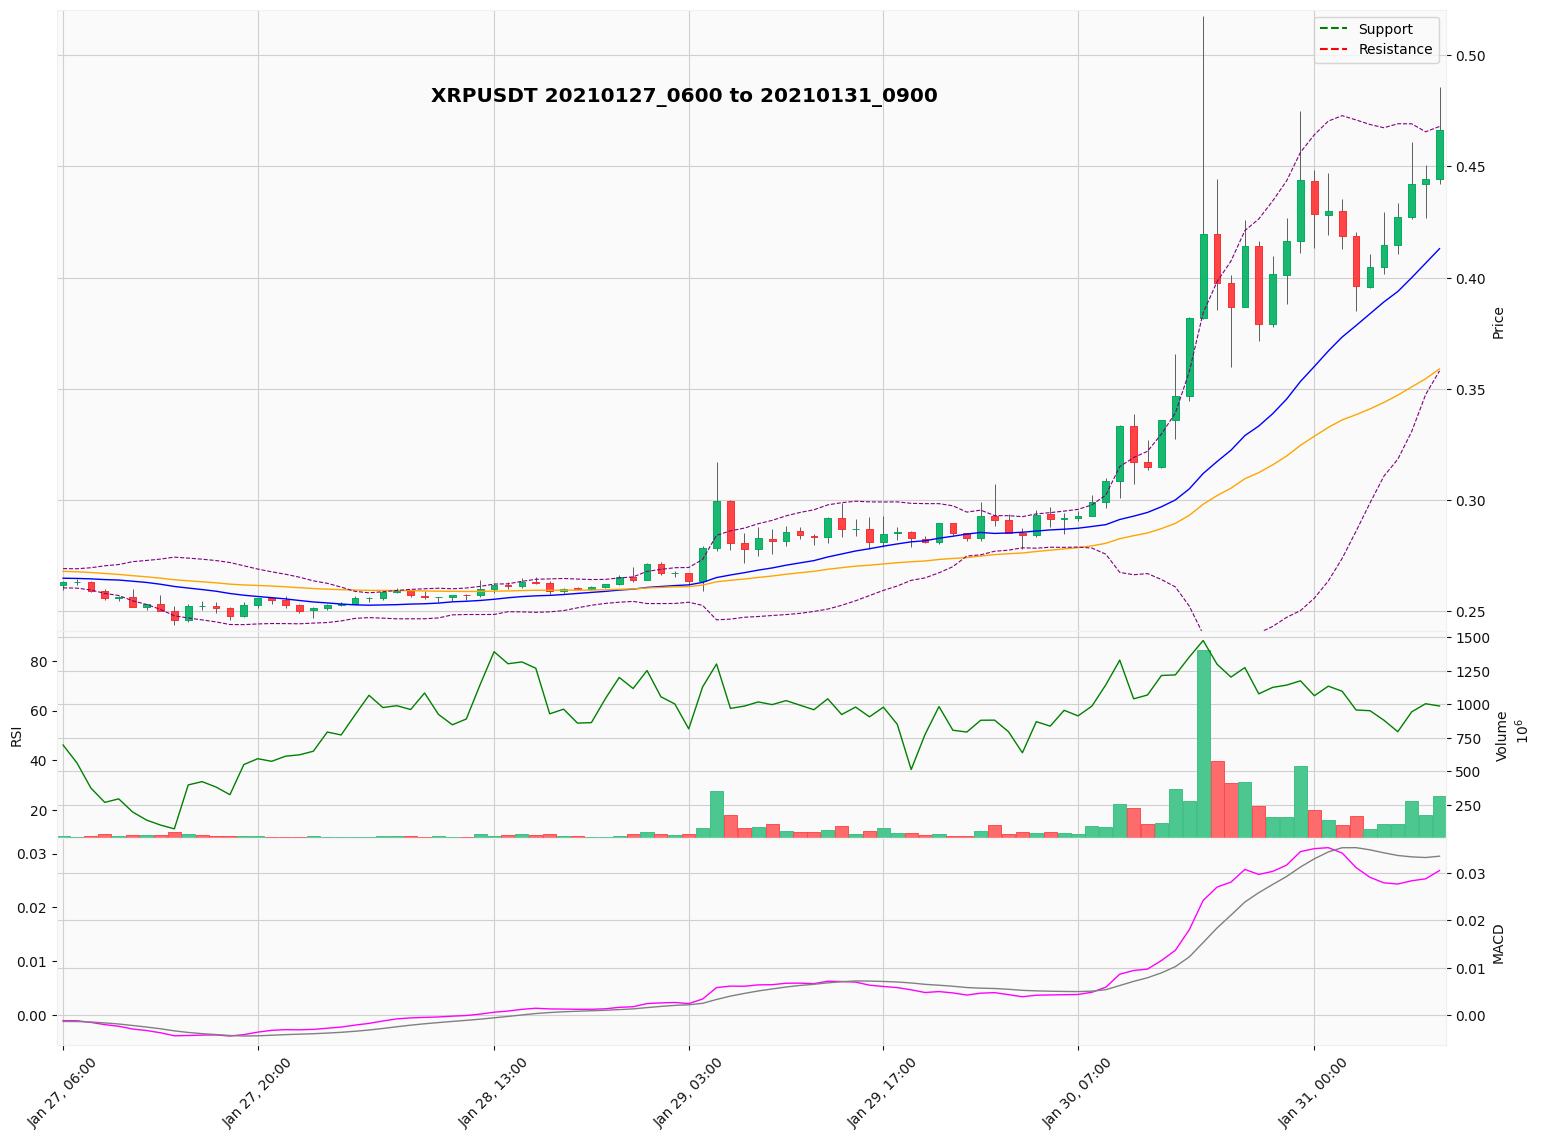 XRPUSDT 20210127_0600 to 20210131_0900
Support
Resistance
0.50
0.45
0.40
0.35
0.30
0.25
Price
80
60
40
20
RSI
1500
1250
1000
750
500
250
Volume
10^6
0.03
0.02
0.01
0.00
0.03
0.02
0.01
0.00
MACD
Jan 27, 06:00
Jan 27, 20:00
Jan 28, 13:00
Jan 29, 03:00
Jan 29, 17:00
Jan 30, 07:00
Jan 31, 00:00